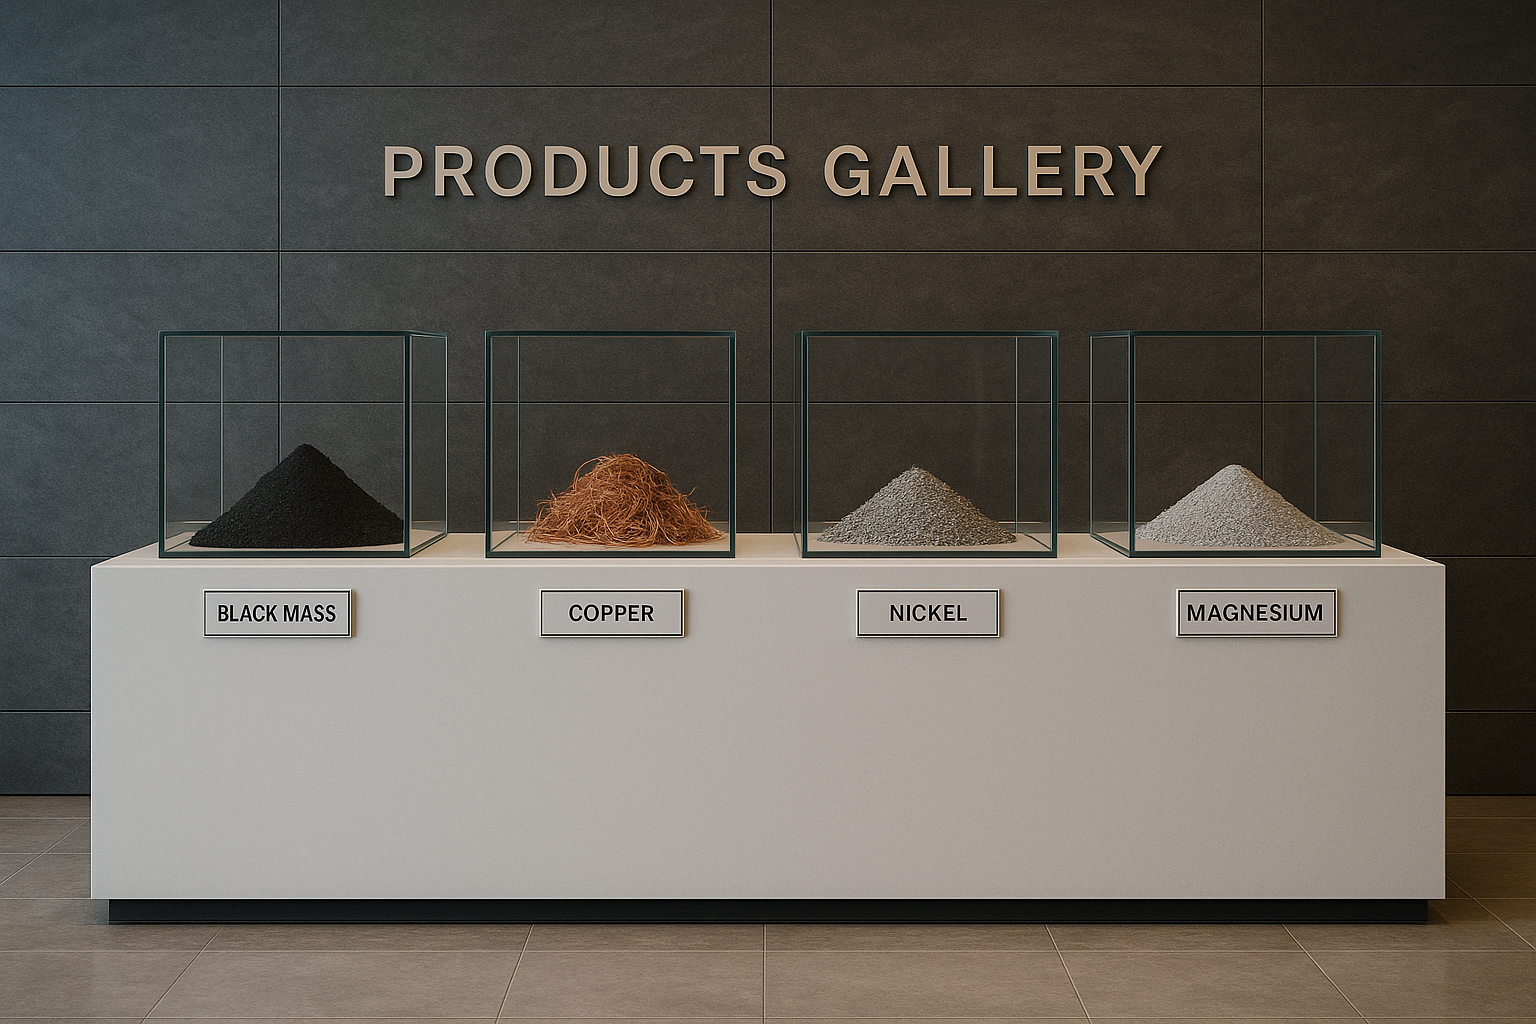 PRODUCTS GALLERY
BLACK MASS
COPPER
NICKEL
MAGNESIUM